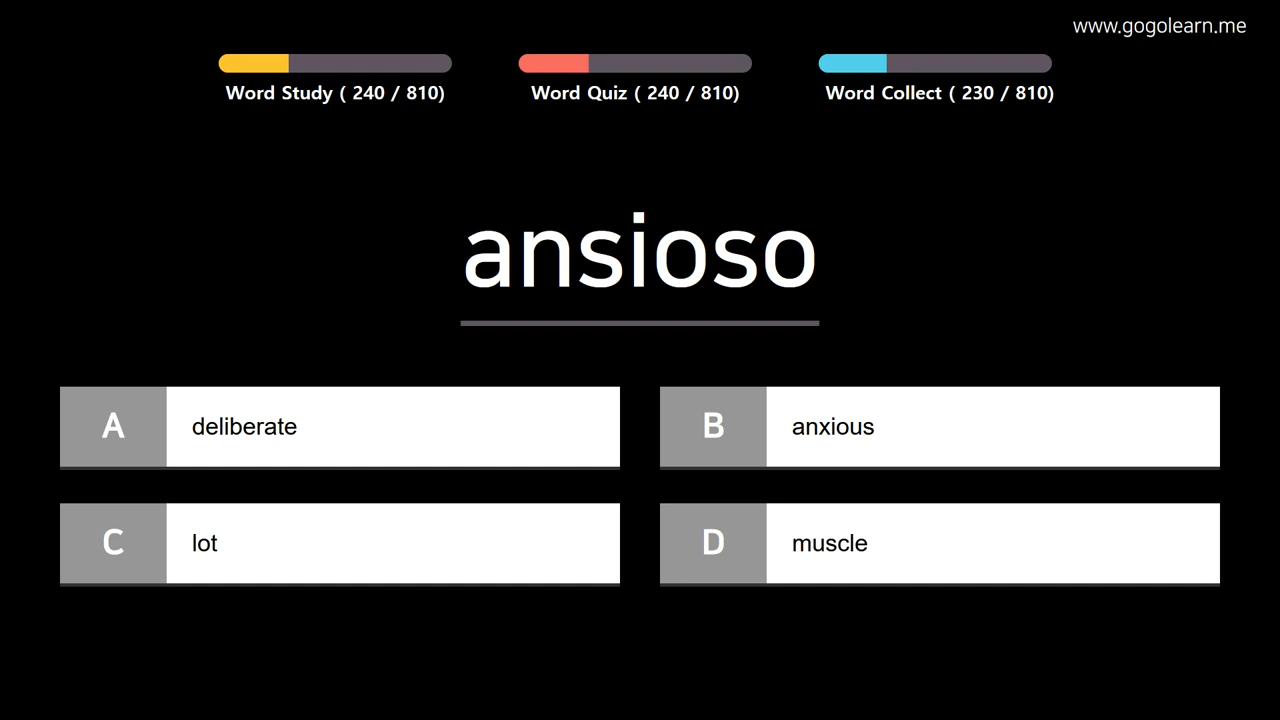 www.gogolearn.me
Word Study ( 240 / 810)
Word Quiz ( 240 / 810)
Word Collect ( 230 / 810)
ansioso
A
deliberate
B
anxious
C
lot
D
muscle